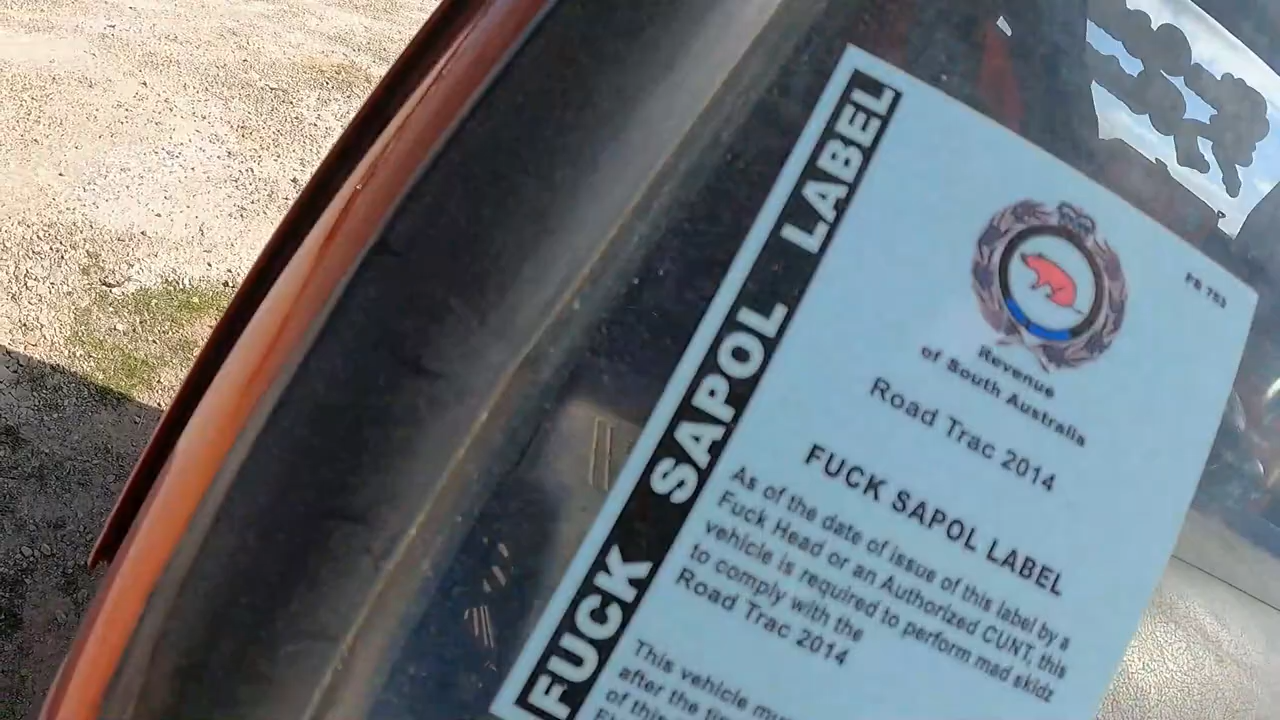 FUCK SAPOL LABEL
PS 753
Revenue
of South Australia
Road Trac 2014
FUCK SAPOL LABEL
As of the date of issue of this label by a
Fuck Head or an Authorized CUNT, this
vehicle is required to perform mad skidz
to comply with the
Road Trac 2014
This vehicle
after the
of this